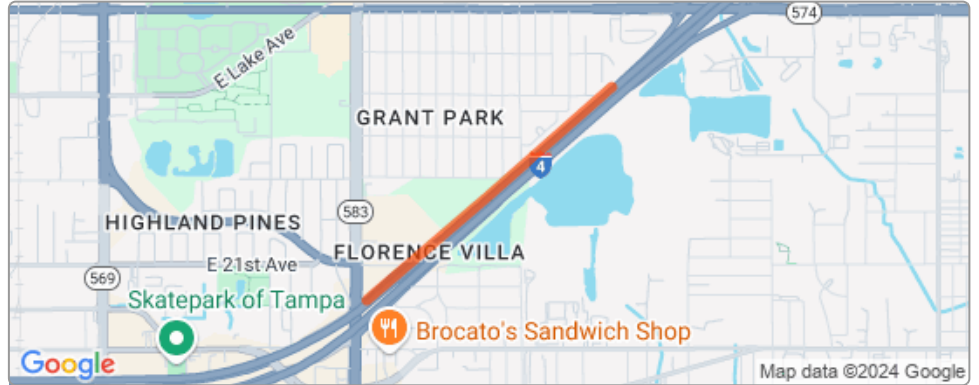 574
E Lake Ave
GRANT PARK
4
583
HIGHLAND PINES
FLORENCE VILLA
E 21st Ave
569
Skatepark of Tampa
Brocato's Sandwich Shop
Google
Map data ©2024 Google